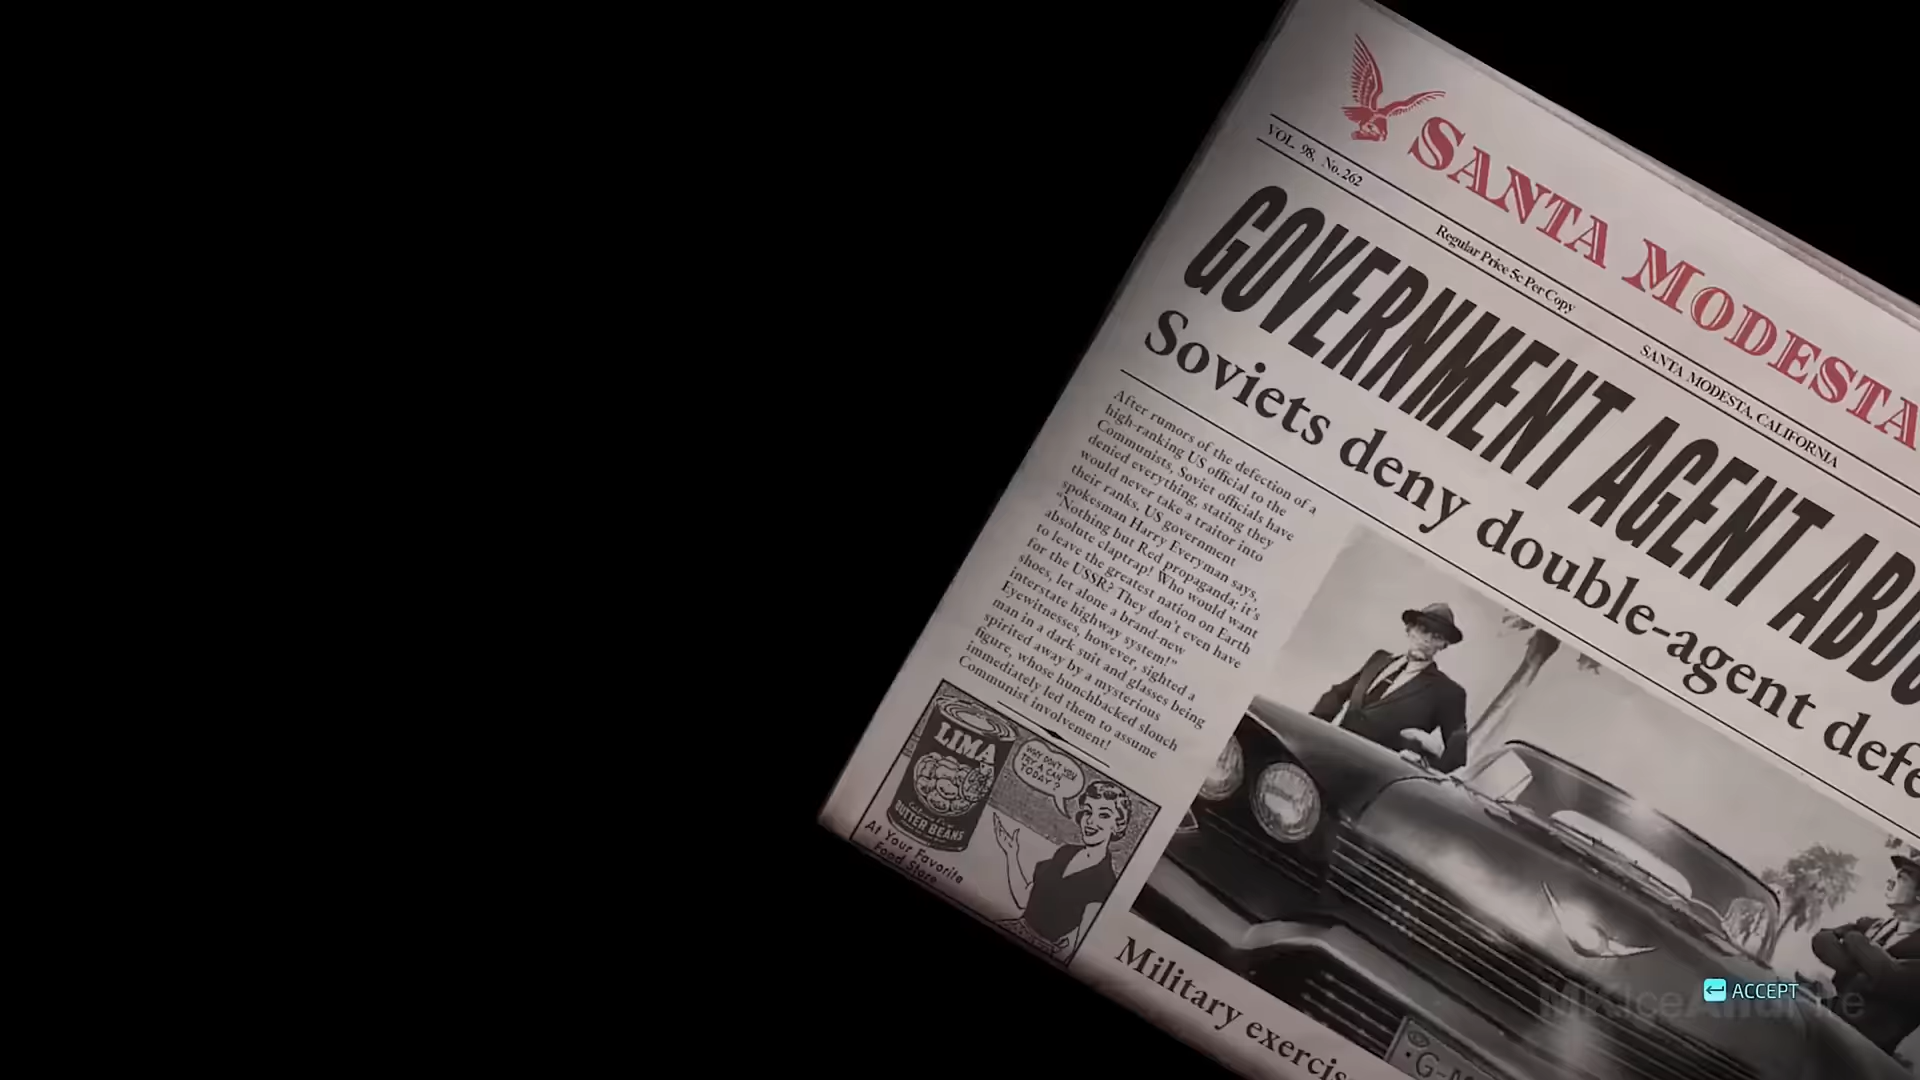 SANTA MODESTA
VOL. 98, No. 262
Regular Price 5c Per Copy
SANTA MODESTA, CALIFORNIA
GOVERNMENT AGENT
Soviets deny double-agent
After rumors of the defection of a
high-ranking US official to the
Communists, Soviet officials have
denied everything, stating they
would never take a traitor into
their ranks. US government
spokesman Harry Everyman says,
"Nothing but Red propaganda; it's
absolute claptrap! Who would want
to leave the greatest nation on Earth
for the USSR? They don't even have
shoes, let alone a brand-new
interstate highway system!"
Eyewitnesses, however, sighted a
man in a dark suit and glasses being
spirited away by a mysterious
figure, whose hunchbacked slouch
immediately led them to assume
Communist involvement!
LIMA
BUTTER BEANS
WHY DON'T YOU
TRY A CAN
TODAY?
At Your Favorite
Food Store
Military
ACCEPT
MKIceAndFire